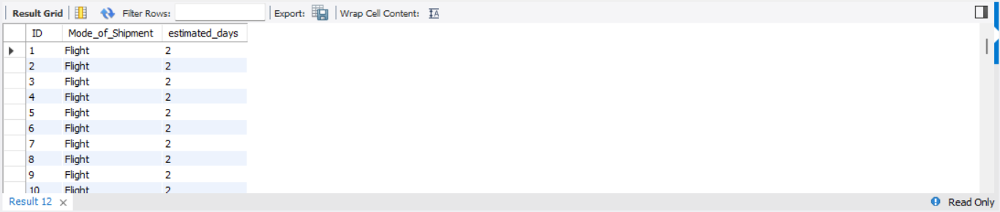 Result Grid Filter Rows: Export: Wrap Cell Content: IA
ID Mode_of_Shipment estimated_days
1 Flight 2
2 Flight 2
3 Flight 2
4 Flight 2
5 Flight 2
6 Flight 2
7 Flight 2
8 Flight 2
9 Flight 2
10 Flight 2
Result 12 Read Only